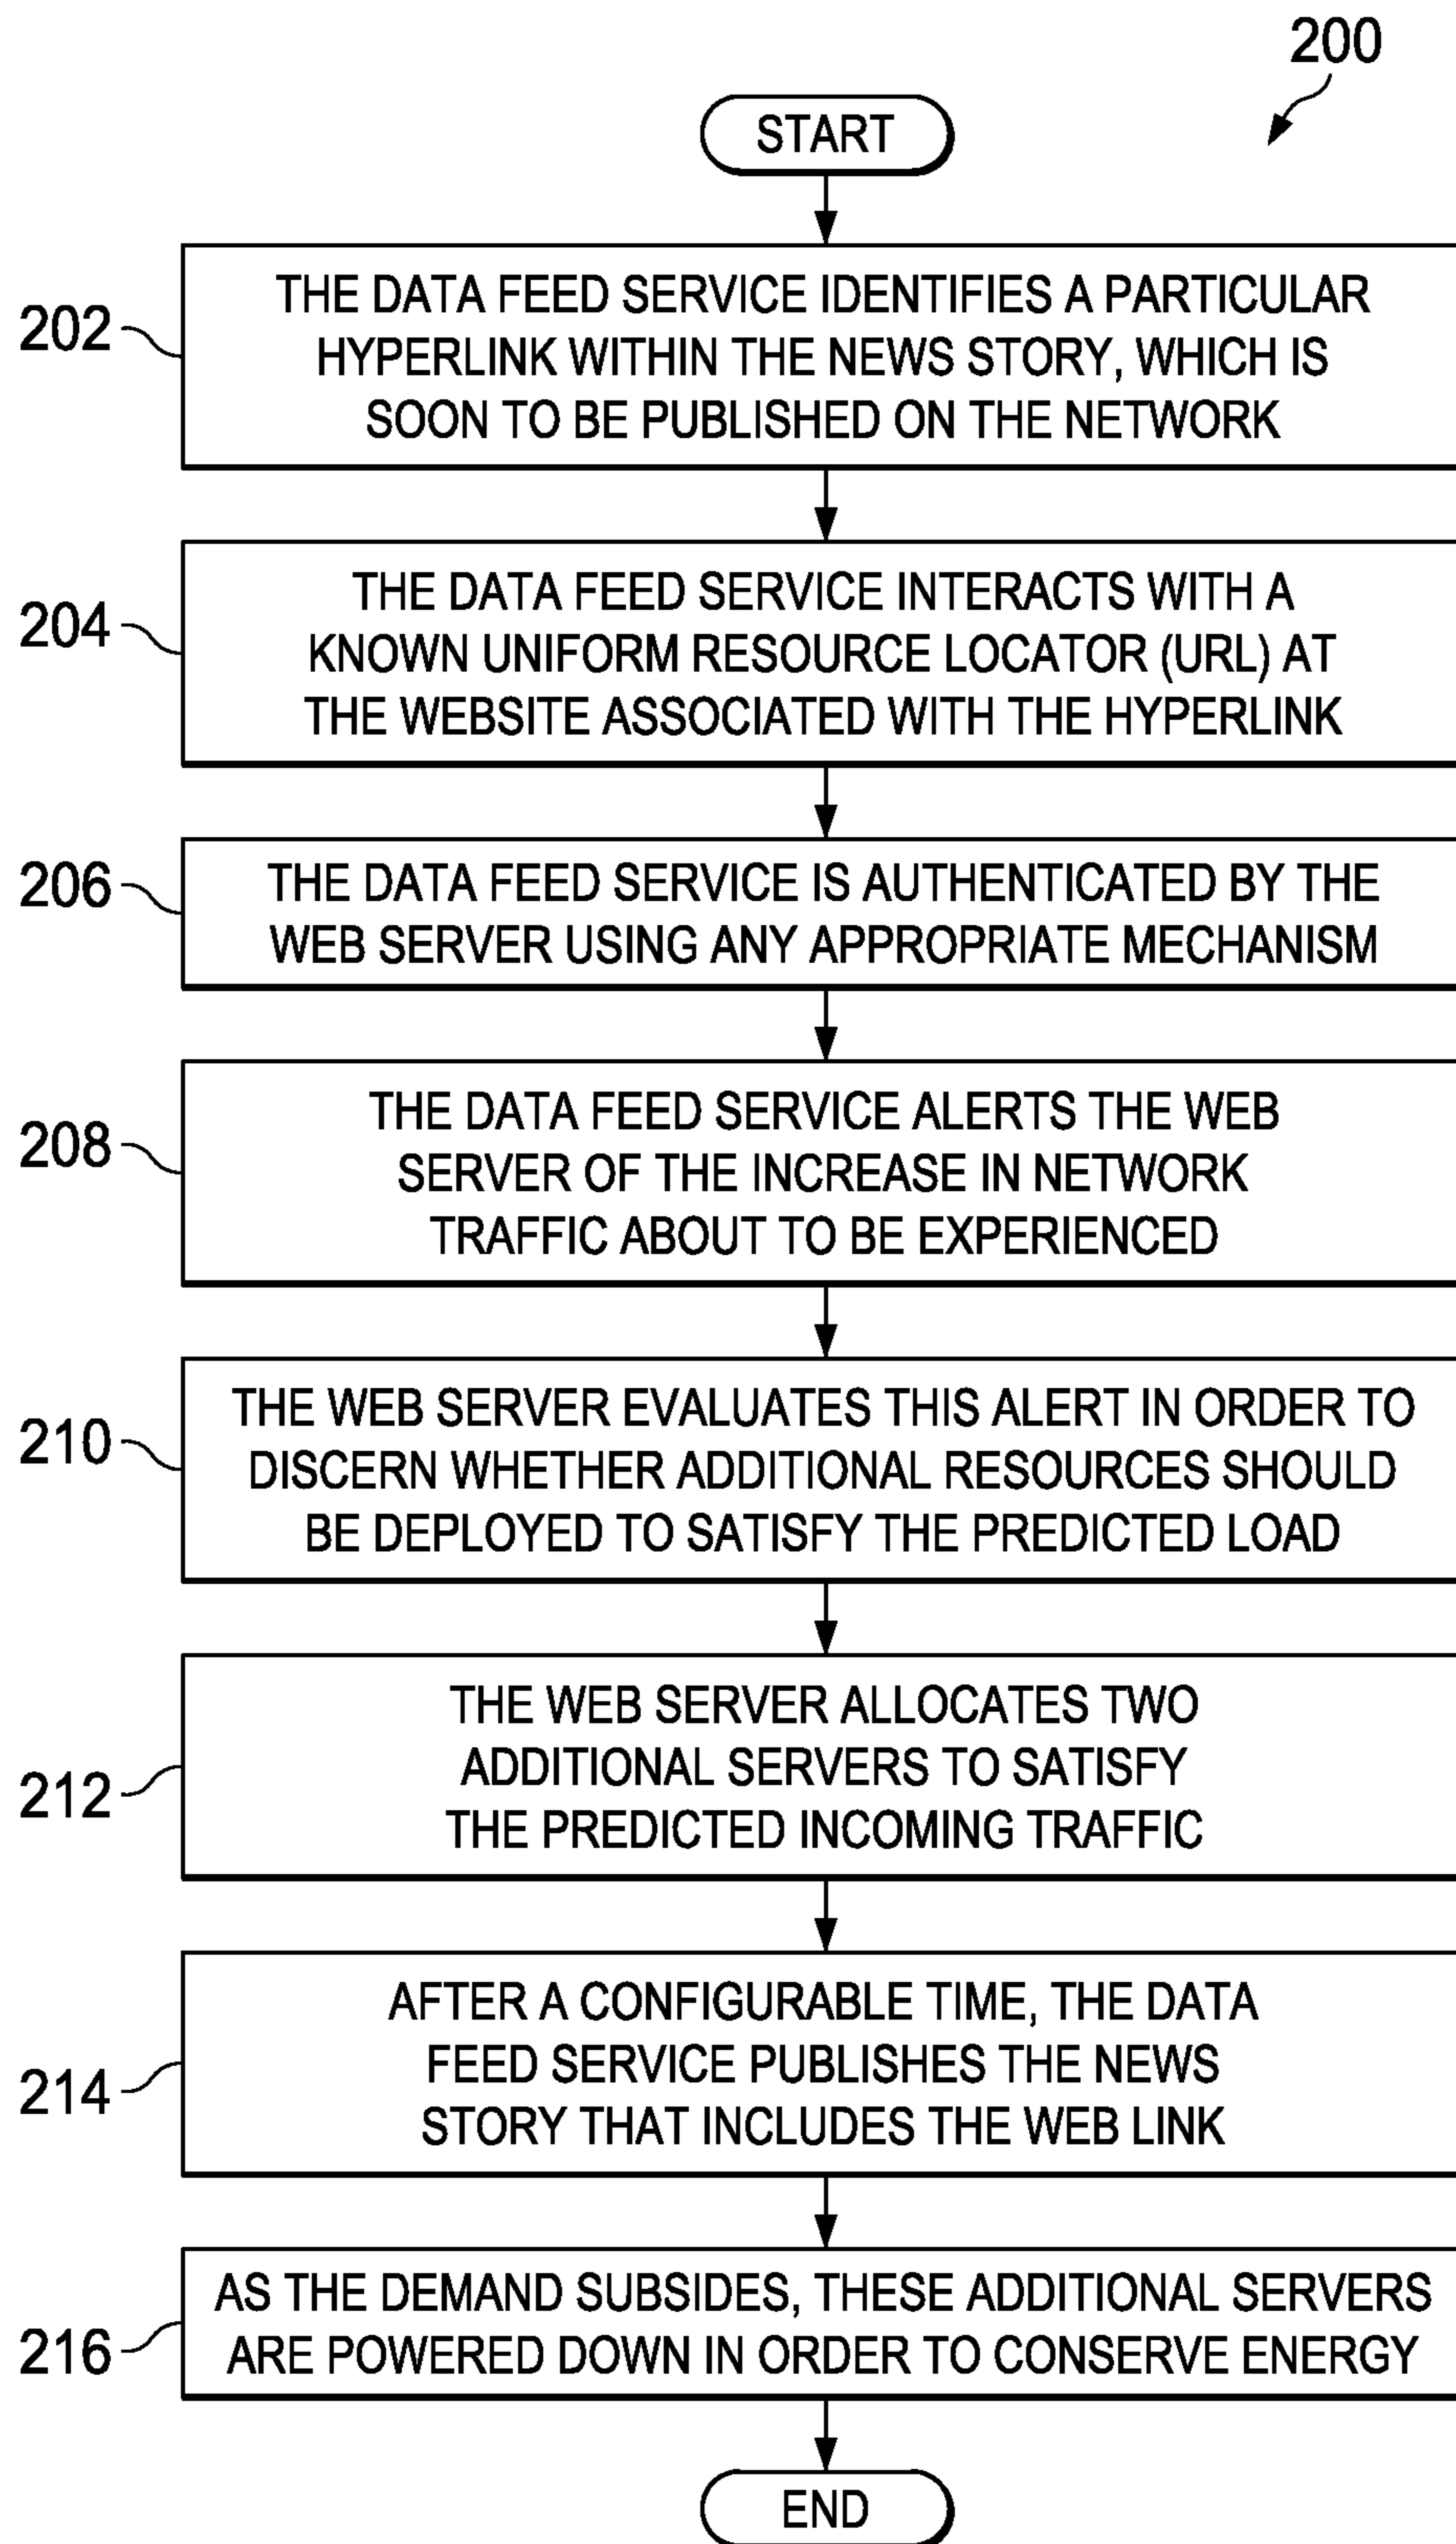 200
START
202
THE DATA FEED SERVICE IDENTIFIES A PARTICULAR
HYPERLINK WITHIN THE NEWS STORY, WHICH IS
SOON TO BE PUBLISHED ON THE NETWORK
204
THE DATA FEED SERVICE INTERACTS WITH A
KNOWN UNIFORM RESOURCE LOCATOR (URL) AT
THE WEBSITE ASSOCIATED WITH THE HYPERLINK
206
THE DATA FEED SERVICE IS AUTHENTICATED BY THE
WEB SERVER USING ANY APPROPRIATE MECHANISM
208
THE DATA FEED SERVICE ALERTS THE WEB
SERVER OF THE INCREASE IN NETWORK
TRAFFIC ABOUT TO BE EXPERIENCED
210
THE WEB SERVER EVALUATES THIS ALERT IN ORDER TO
DISCERN WHETHER ADDITIONAL RESOURCES SHOULD
BE DEPLOYED TO SATISFY THE PREDICTED LOAD
212
THE WEB SERVER ALLOCATES TWO
ADDITIONAL SERVERS TO SATISFY
THE PREDICTED INCOMING TRAFFIC
214
AFTER A CONFIGURABLE TIME, THE DATA
FEED SERVICE PUBLISHES THE NEWS
STORY THAT INCLUDES THE WEB LINK
216
AS THE DEMAND SUBSIDES, THESE ADDITIONAL SERVERS
ARE POWERED DOWN IN ORDER TO CONSERVE ENERGY
END